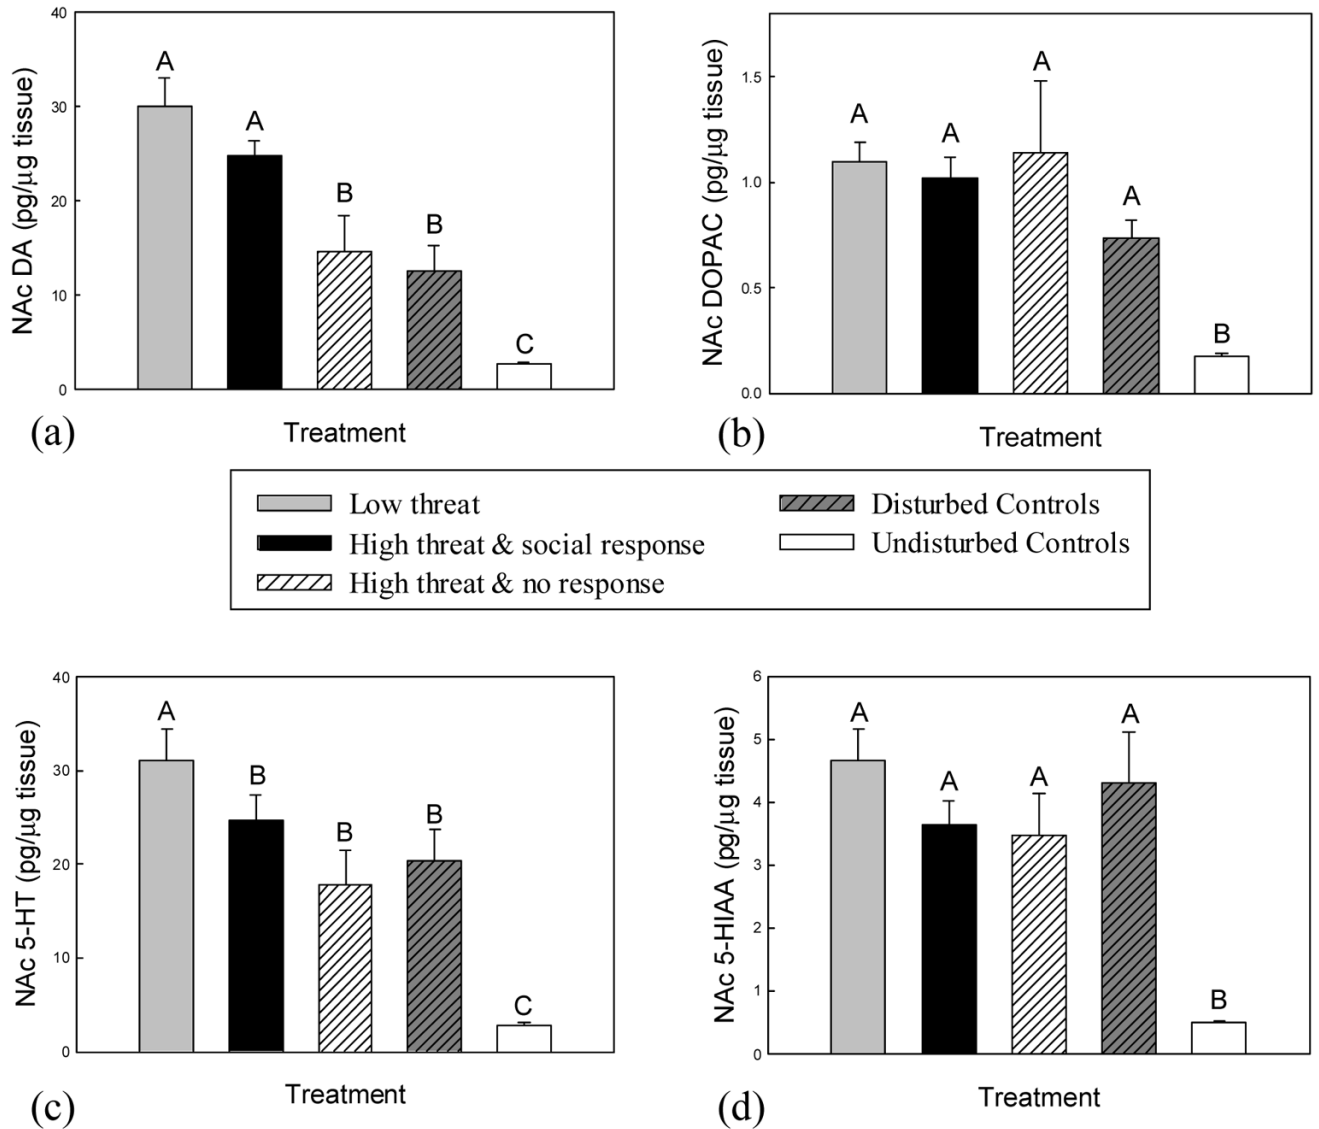 40
30
20
10
0
NAc DA (pg/μg tissue)
A
A
B
B
C
Treatment
(a)
1.5
1.0
0.5
0.0
NAc DOPAC (pg/μg tissue)
A
A
A
A
B
Treatment
(b)
Low threat
High threat & social response
High threat & no response
Disturbed Controls
Undisturbed Controls
40
30
20
10
0
NAc 5-HT (pg/μg tissue)
A
B
B
B
C
Treatment
(c)
6
5
4
3
2
1
0
NAc 5-HIAA (pg/μg tissue)
A
A
A
A
B
Treatment
(d)